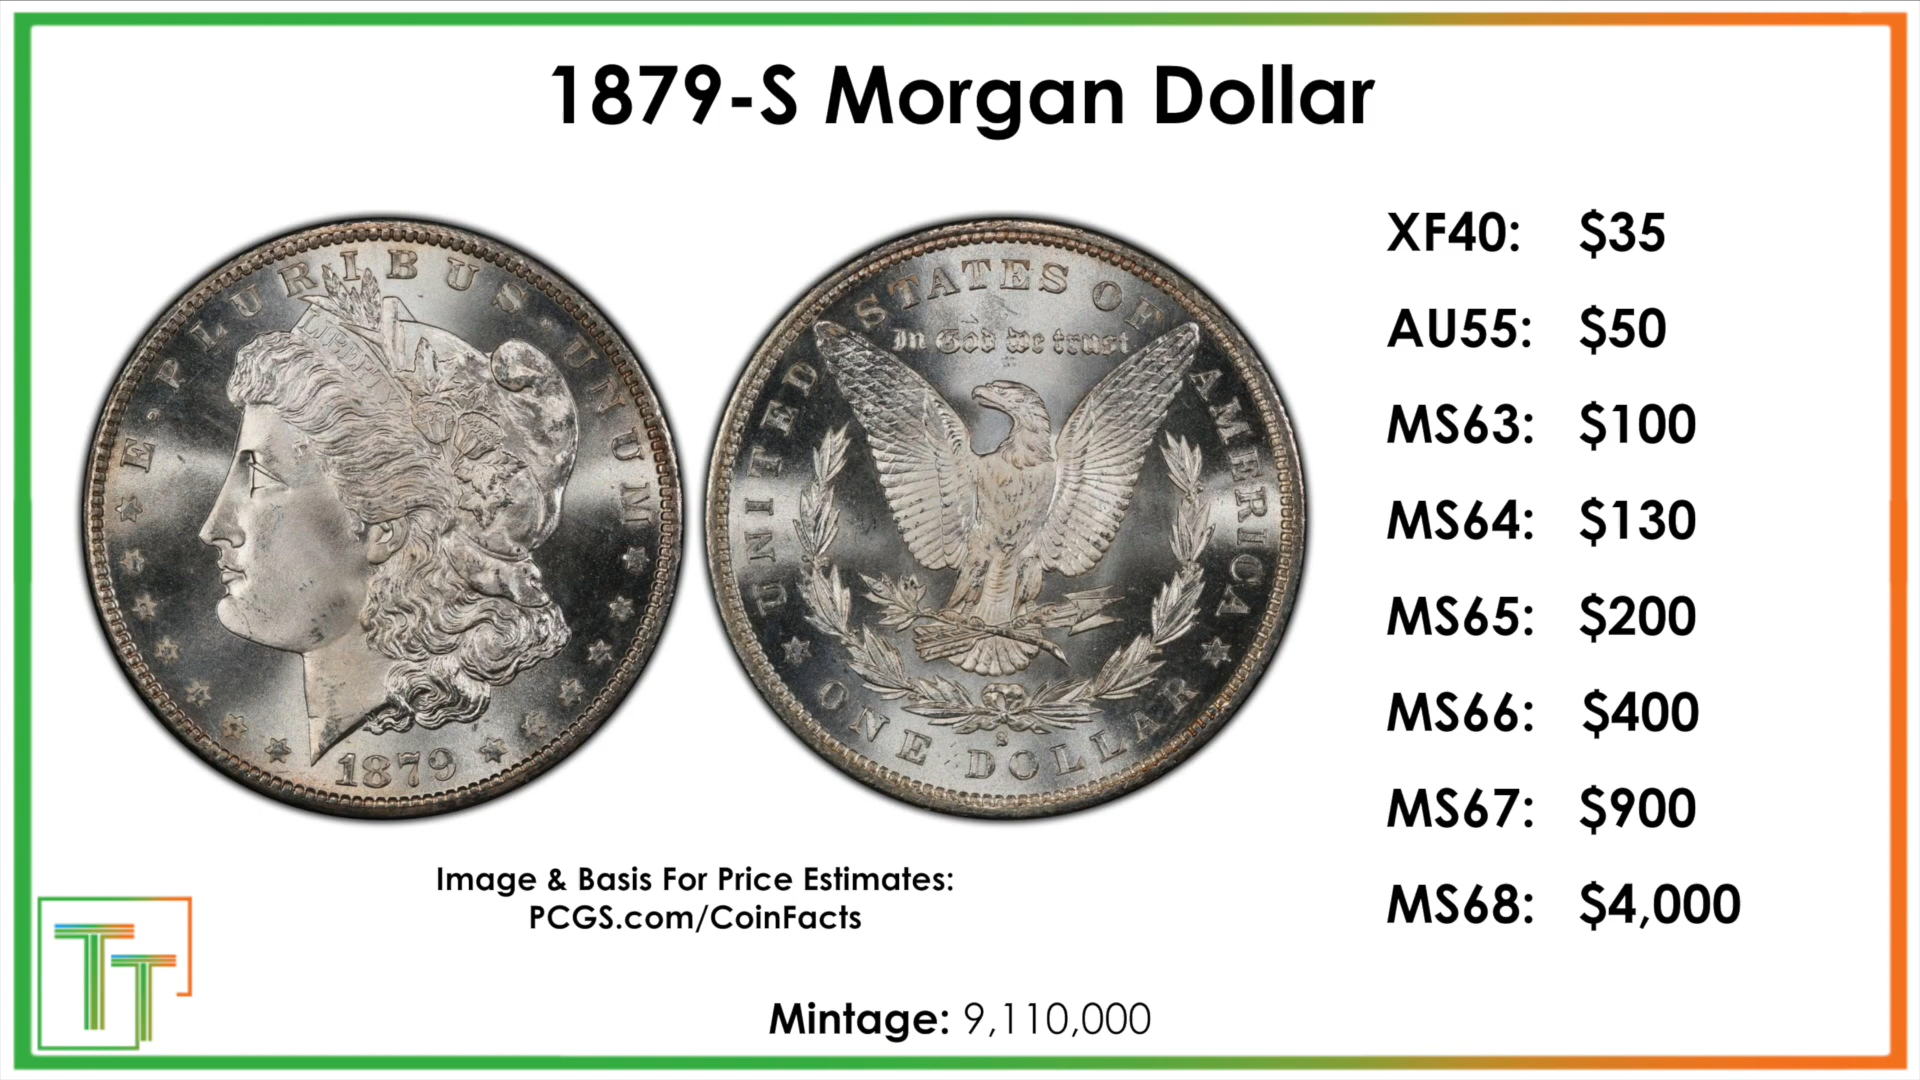 1879-S Morgan Dollar
E·PLURIBUS·UNUM
LIBERTY
1879
UNITED STATES OF AMERICA
In God We trust
S
ONE DOLLAR
XF40: $35
AU55: $50
MS63: $100
MS64: $130
MS65: $200
MS66: $400
MS67: $900
MS68: $4,000
Image & Basis For Price Estimates:
PCGS.com/CoinFacts
TT
Mintage: 9,110,000